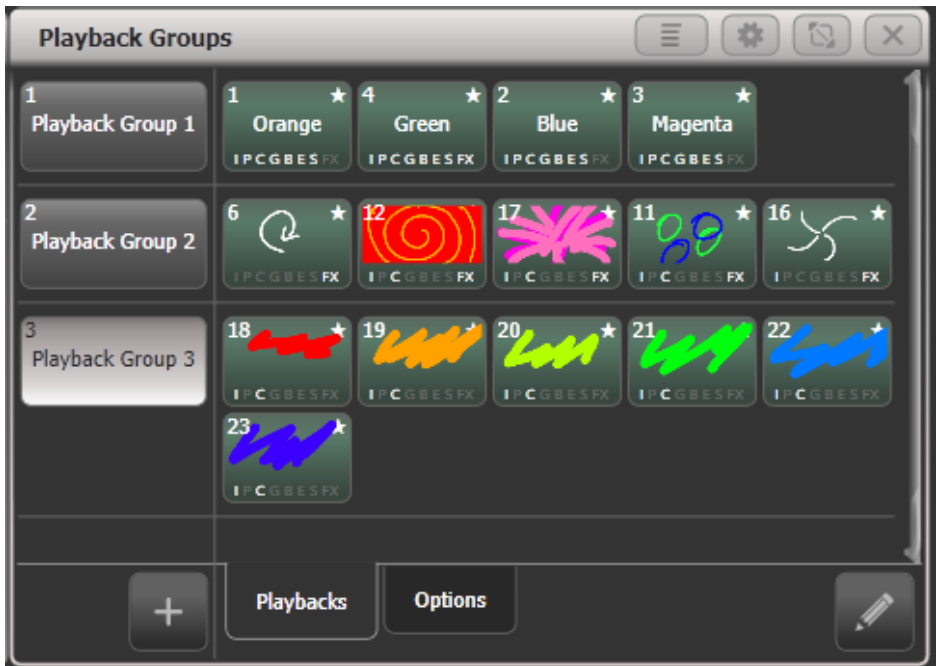 Playback Groups
1
Playback Group 1
1
Orange
IPCGBESFX
4
Green
IPCGBESFX
2
Blue
IPCGBESFX
3
Magenta
IPCGBESFX
2
Playback Group 2
6
IPCGBESFX
12
IPCGBESFX
17
IPCGBESFX
11
IPCGBESFX
16
IPCGBESFX
3
Playback Group 3
18
IPCGBESFX
19
IPCGBESFX
20
IPCGBESFX
21
IPCGBESFX
22
IPCGBESFX
23
IPCGBESFX
Playbacks
Options